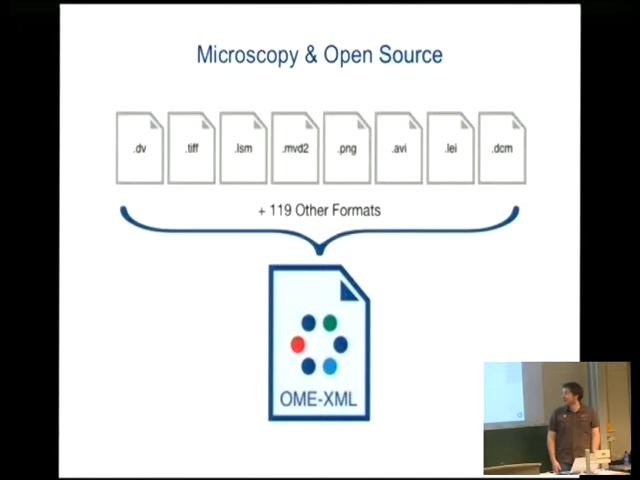 Microscopy & Open Source
.dv .tiff .lsm .mvd2 .png .avi .lei .dcm
+ 119 Other Formats
OME-XML